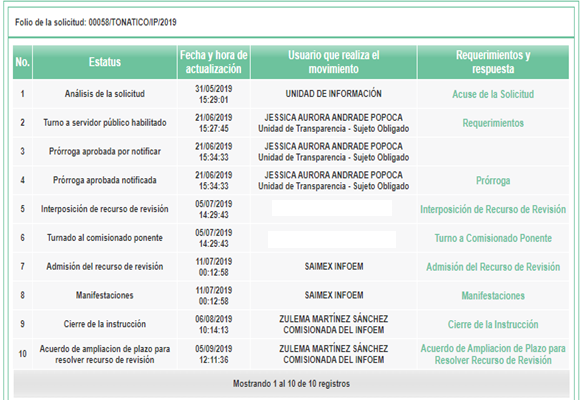 Folio de la solicitud: 00058/TONATICO/IP/2019
No. Estatus Fecha y hora de actualización Usuario que realiza el movimiento Requerimientos y respuesta
1 Análisis de la solicitud 31/05/2019 15:29:01 UNIDAD DE INFORMACIÓN Acuse de la Solicitud
2 Turno a servidor público habilitado 21/06/2019 15:27:45 JESSICA AURORA ANDRADE POPOCA Unidad de Transparencia - Sujeto Obligado Requerimientos
3 Prórroga aprobada por notificar 21/06/2019 15:34:33 JESSICA AURORA ANDRADE POPOCA Unidad de Transparencia - Sujeto Obligado
4 Prórroga aprobada notificada 21/06/2019 15:34:33 JESSICA AURORA ANDRADE POPOCA Unidad de Transparencia - Sujeto Obligado Prórroga
5 Interposición de recurso de revisión 05/07/2019 14:29:43 Interposición de Recurso de Revisión
6 Turnado al comisionado ponente 05/07/2019 14:29:43 Turno a Comisionado Ponente
7 Admisión del recurso de revisión 11/07/2019 00:12:58 SAIMEX INFOEM Admisión del Recurso de Revisión
8 Manifestaciones 11/07/2019 00:12:58 SAIMEX INFOEM Manifestaciones
9 Cierre de la instrucción 06/08/2019 10:14:13 ZULEMA MARTÍNEZ SÁNCHEZ COMISIONADA DEL INFOEM Cierre de la Instrucción
10 Acuerdo de ampliacion de plazo para resolver recurso de revisión 05/09/2019 12:11:36 ZULEMA MARTÍNEZ SÁNCHEZ COMISIONADA DEL INFOEM Acuerdo de Ampliacion de Plazo para Resolver Recurso de Revisión
Mostrando 1 al 10 de 10 registros